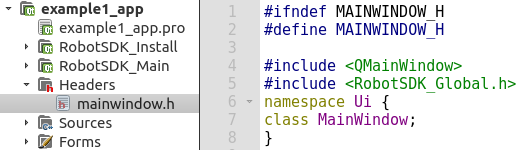 example1_app
example1_app.pro
RobotSDK_Install
RobotSDK_Main
Headers
mainwindow.h
Sources
Forms
1 #ifndef MAINWINDOW_H
2 #define MAINWINDOW_H
3
4 #include <QMainWindow>
5 #include <RobotSDK_Global.h>
6 namespace Ui {
7 class MainWindow;
8 }